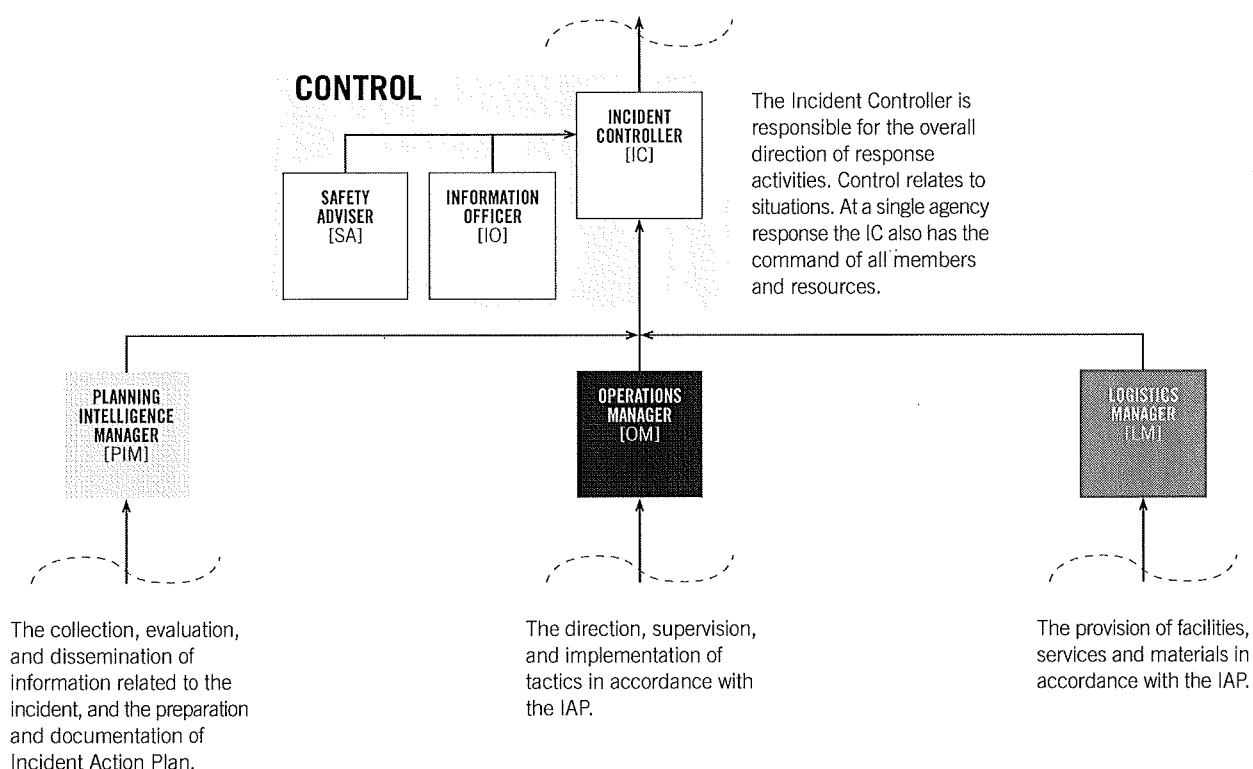 CONTROL
INCIDENT
CONTROLLER
[IC]
SAFETY
ADVISER
[SA]
INFORMATION
OFFICER
[IO]
The Incident Controller is
responsible for the overall
direction of response
activities. Control relates to
situations. At a single agency
response the IC also has the
command of all members
and resources.
PLANNING
INTELLIGENCE
MANAGER
[PIM]
OPERATIONS
MANAGER
[OM]
LOGISTICS
MANAGER
[LM]
The collection, evaluation,
and dissemination of
information related to the
incident, and the preparation
and documentation of
Incident Action Plan.
The direction, supervision,
and implementation of
tactics in accordance with
the IAP.
The provision of facilities,
services and materials in
accordance with the IAP.